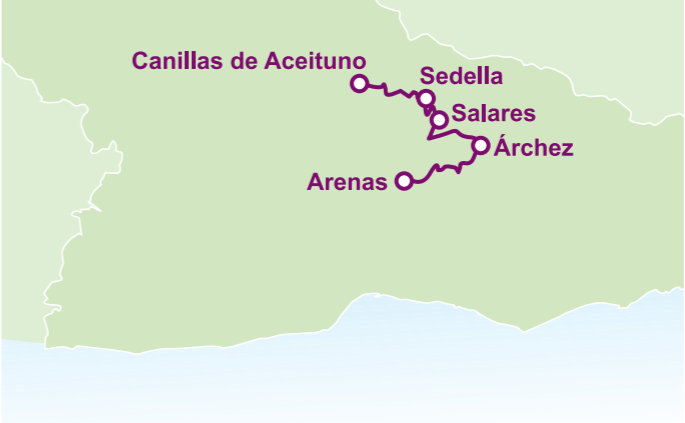 Canillas de Aceituno
Sedella
Salares
Árchez
Arenas